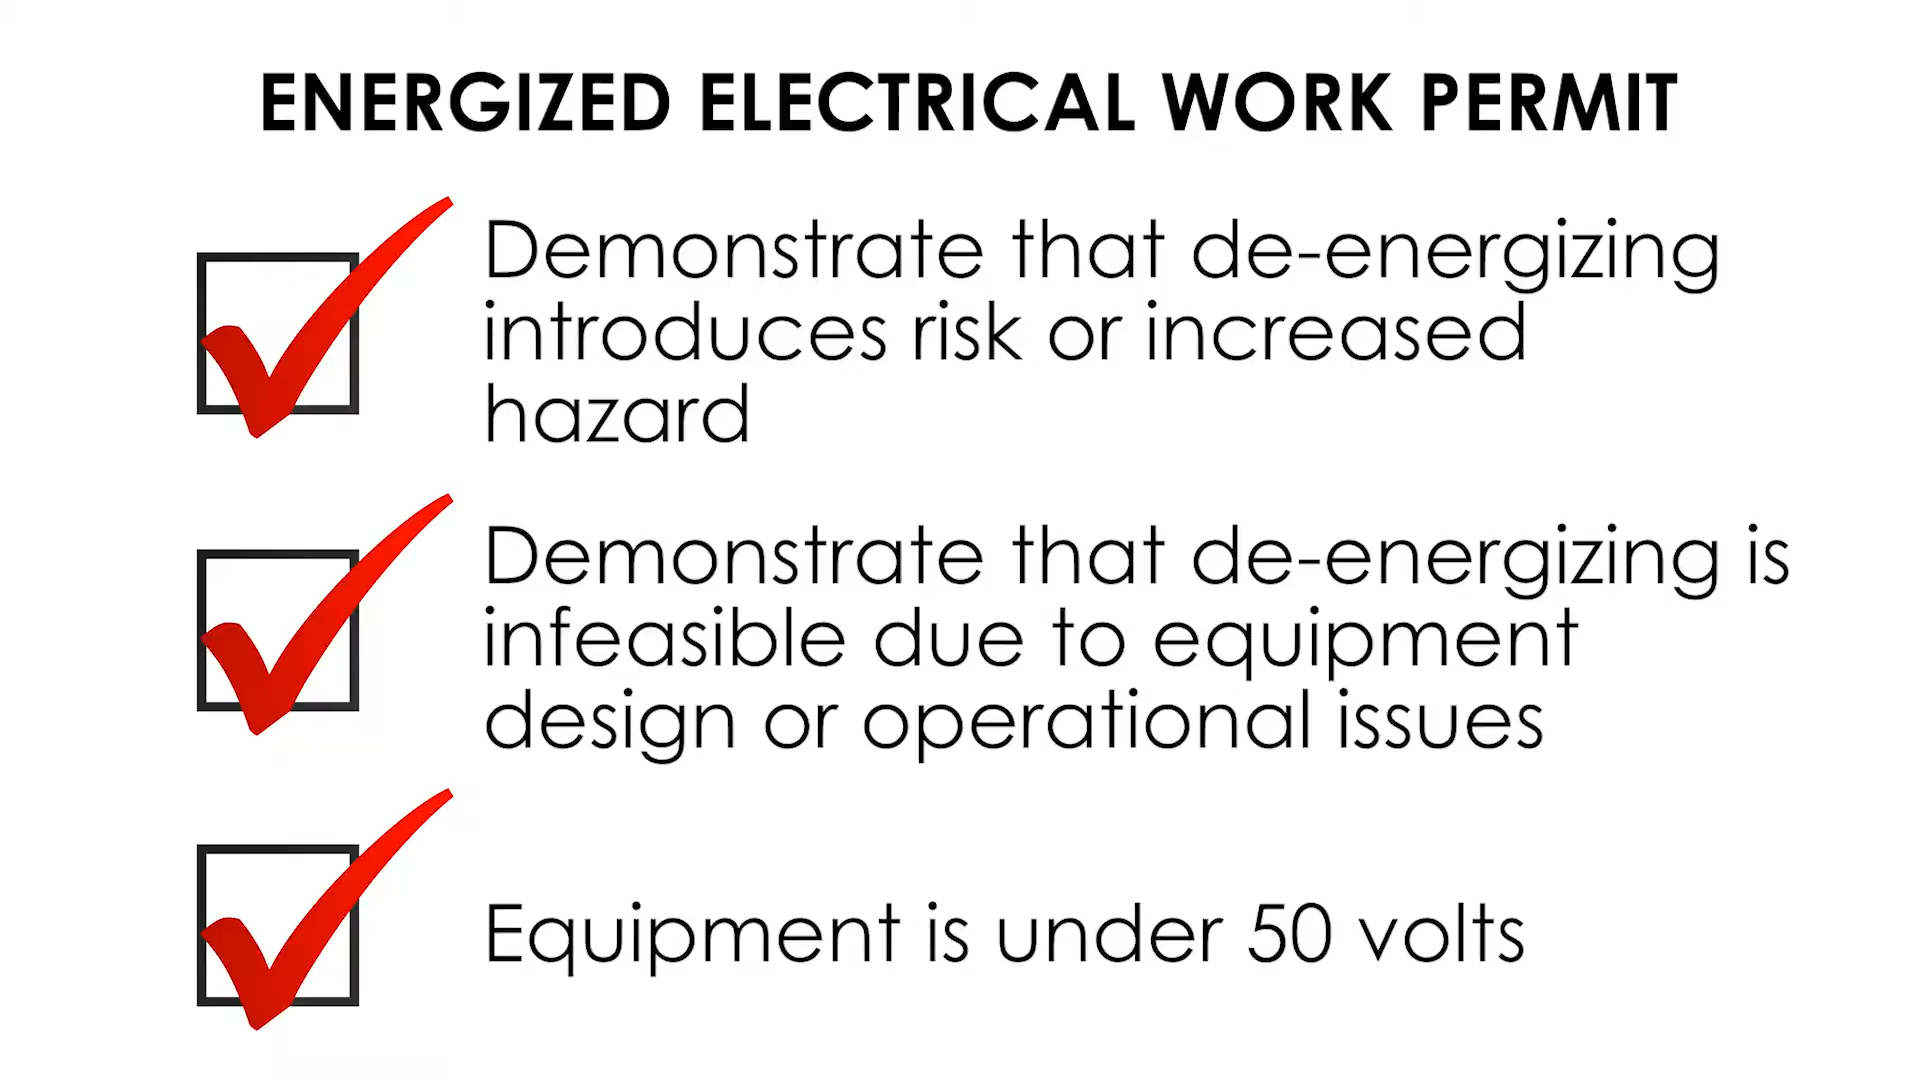 ENERGIZED ELECTRICAL WORK PERMIT
Demonstrate that de-energizing
introduces risk or increased
hazard
Demonstrate that de-energizing is
infeasible due to equipment
design or operational issues
Equipment is under 50 volts